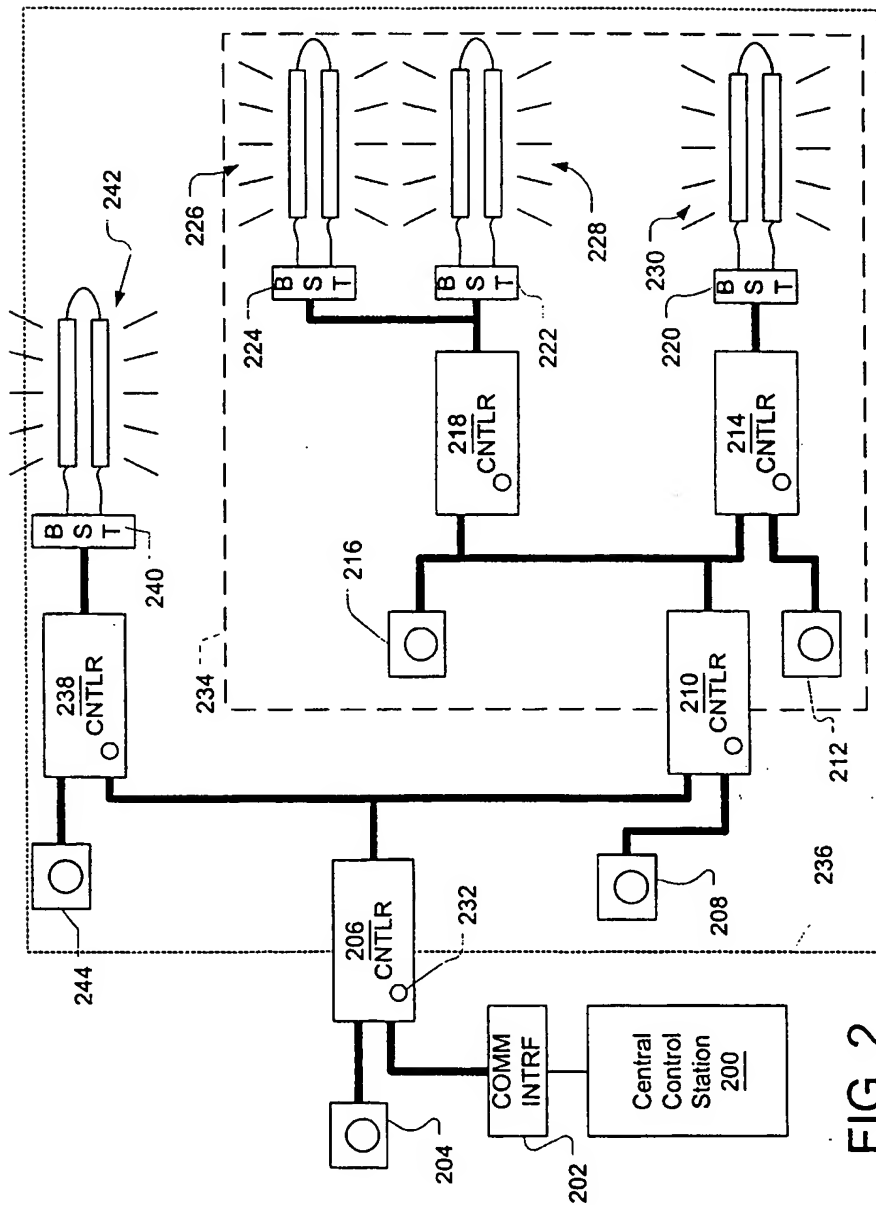 242
226
228
230
B
S
T
224
B
S
T
222
B
S
T
220
B
S
T
240
218
CNTLR
214
CNTLR
216
234
238
CNTLR
210
CNTLR
212
244
206
CNTLR
232
208
236
204
COMM
INTRF
202
Central
Control
Station
200
FIG. 2